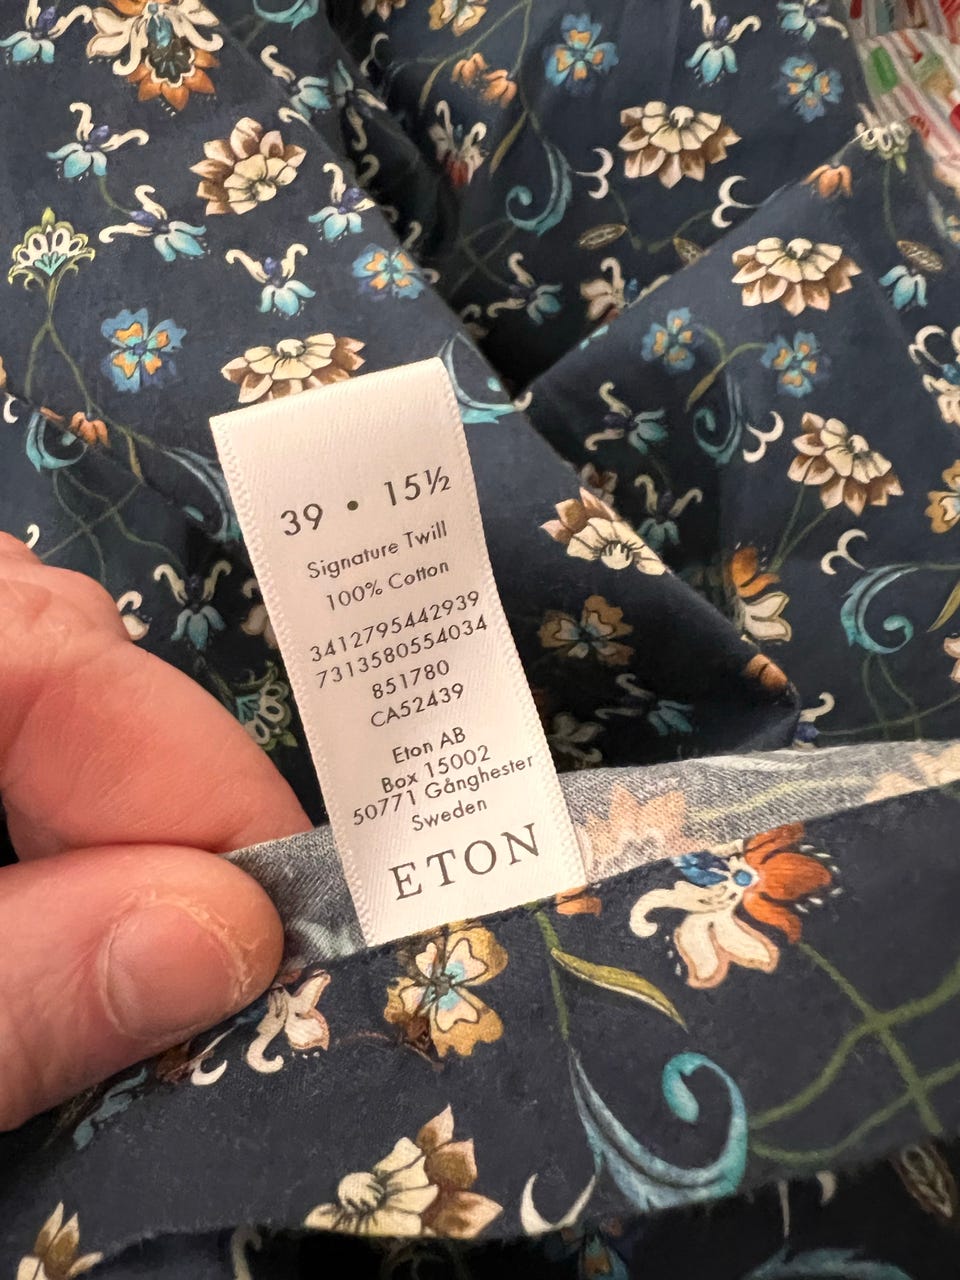 39 • 15½
Signature Twill
100% Cotton
3412795442939
7313580554034
851780
CA52439
Eton AB
Box 15002
50771 Gånghester
Sweden
ETON